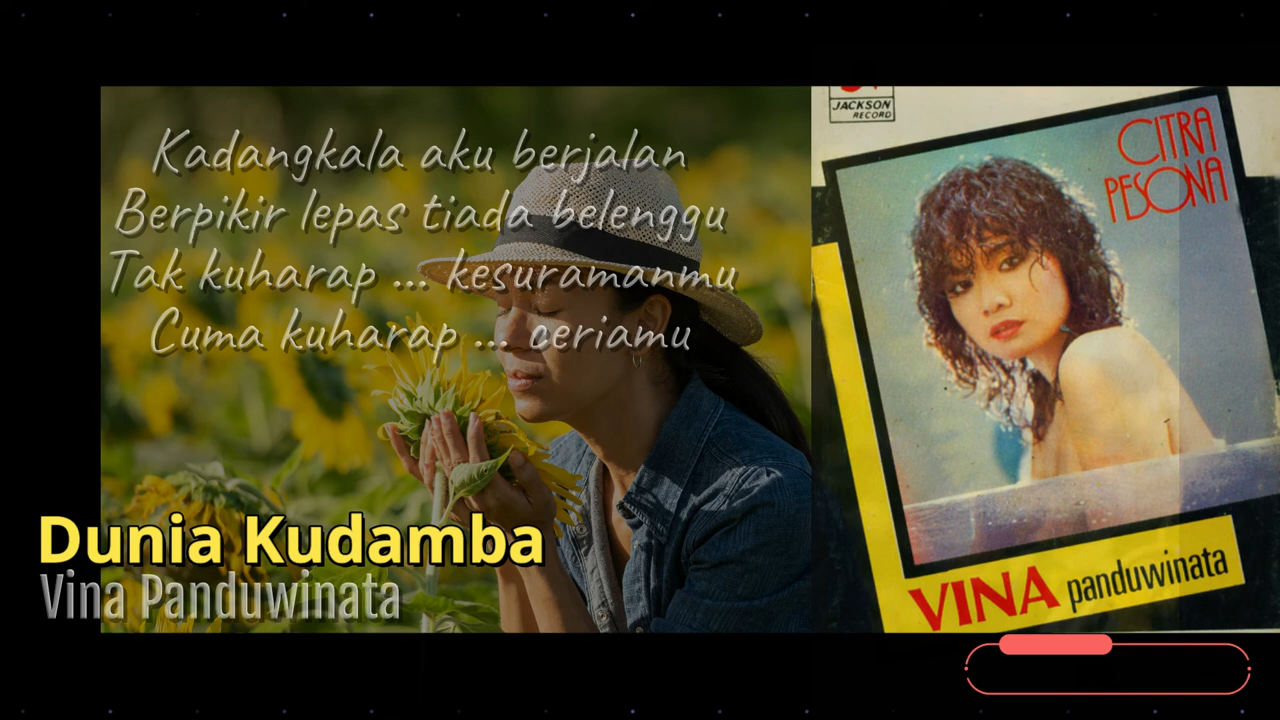 Kadangkala aku berjalan
Berpikir lepas tiada belenggu
Tak kuharap ... kesuramanmu
Cuma kuharap ... ceriamu
Dunia Kudamba
Vina Panduwinata
JACKSON
RECORD
CITRA
PESONA
VINA panduwinata